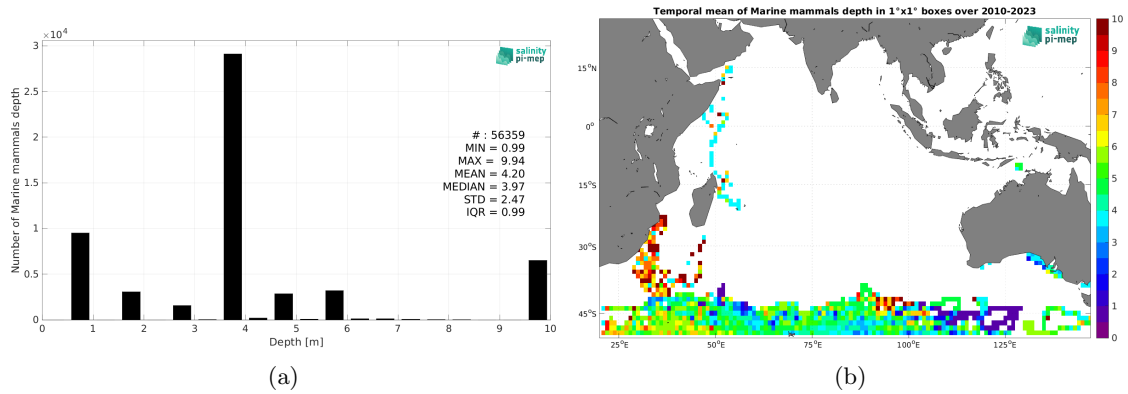 Temporal mean of Marine mammals depth in 1°x1° boxes over 2010-2023
×10⁴
3
2.5
2
1.5
1
0.5
0
Number of Marine mammals depth
0 1 2 3 4 5 6 7 8 9 10
Depth [m]
salinity
pi-mep
# : 56359
MIN = 0.99
MAX = 9.94
MEAN = 4.20
MEDIAN = 3.97
STD = 2.47
IQR = 0.99
(a)
salinity
pi-mep
15°N
0°
15°S
30°S
45°S
25°E 50°E 75°E 100°E 125°E
10
9
8
7
6
5
4
3
2
1
0
(b)